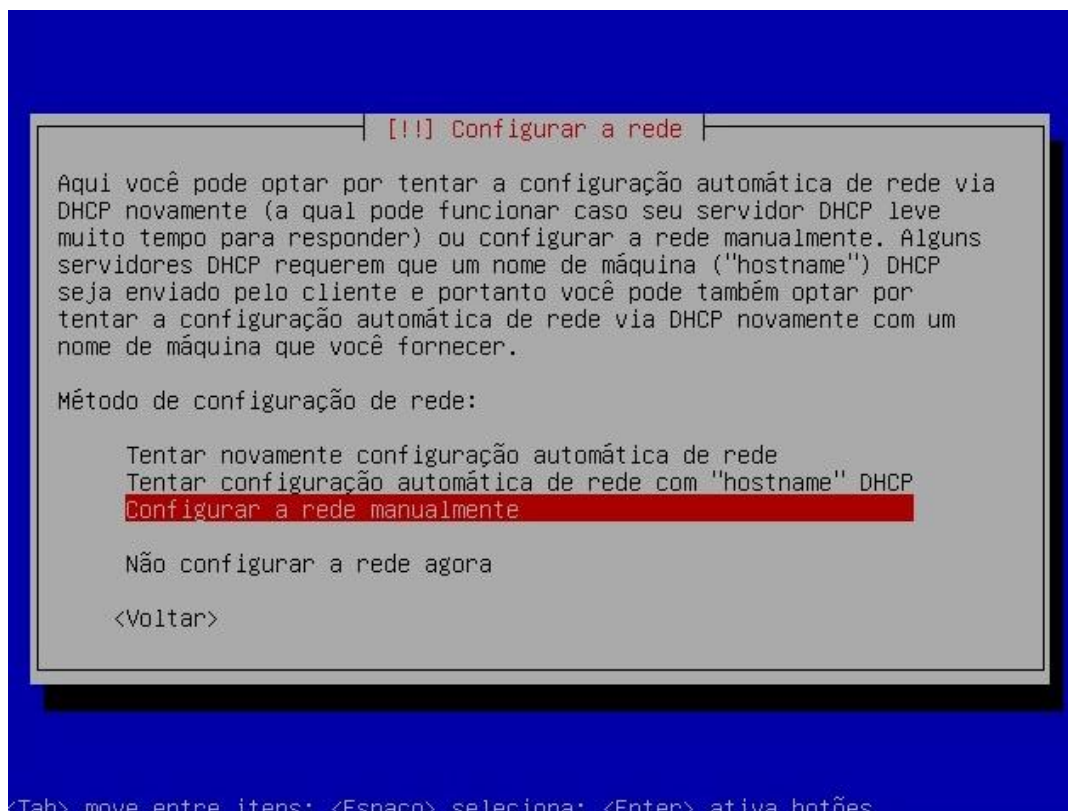 [!!] Configurar a rede
Aqui você pode optar por tentar a configuração automática de rede via
DHCP novamente (a qual pode funcionar caso seu servidor DHCP leve
muito tempo para responder) ou configurar a rede manualmente. Alguns
servidores DHCP requerem que um nome de máquina ("hostname") DHCP
seja enviado pelo cliente e portanto você pode também optar por
tentar a configuração automática de rede via DHCP novamente com um
nome de máquina que você fornecer.
Método de configuração de rede:
Tentar novamente configuração automática de rede
Tentar configuração automática de rede com "hostname" DHCP
Configurar a rede manualmente
Não configurar a rede agora
<Voltar>
<Tab> move entre itens; <Espaço> seleciona; <Enter> ativa botões